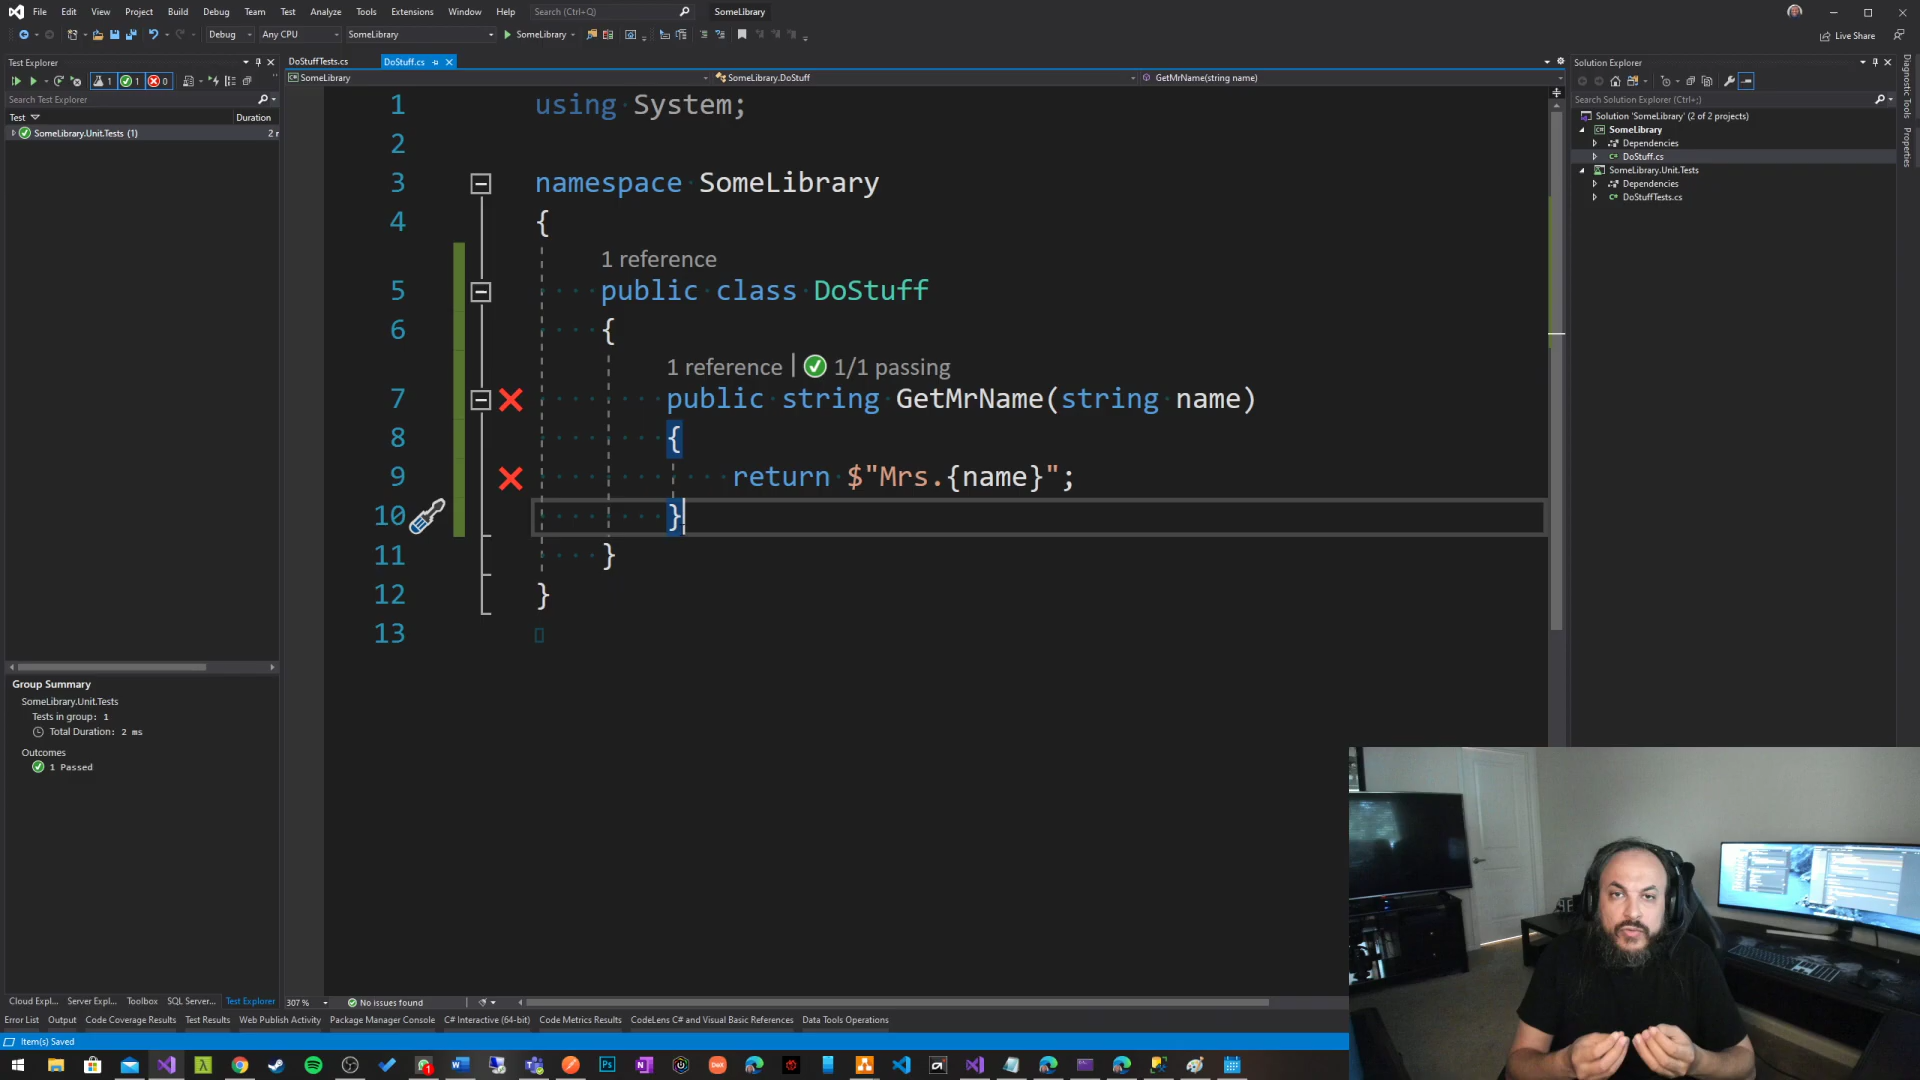 File Edit View Project Build Debug Team Test Analyze Tools Extensions Window Help Search (Ctrl+Q) SomeLibrary
Debug Any CPU SomeLibrary SomeLibrary Live Share
Test Explorer
1 1 0
Search Test Explorer
Test Duration
SomeLibrary.Unit.Tests (1)
Group Summary
SomeLibrary.Unit.Tests
Tests in group: 1
Total Duration: 2 ms
Outcomes
1 Passed
Cloud Expl... Server Expl... Toolbox SQL Server... Test Explorer
DoStuffTests.cs DoStuff.cs
SomeLibrary SomeLibrary.DoStuff GetMrName(string name)
1 using System;
2
3 namespace SomeLibrary
4 {
1 reference
5 public class DoStuff
6 {
1 reference | 1/1 passing
7 public string GetMrName(string name)
8 {
9 return $"Mrs.{name}";
10 }
11 }
12 }
13
307 % No issues found
Solution Explorer
Search Solution Explorer (Ctrl+;)
Solution 'SomeLibrary' (2 of 2 projects)
SomeLibrary
Dependencies
DoStuff.cs
SomeLibrary.Unit.Tests
Dependencies
DoStuffTests.cs
Diagnostic Tools
Properties
Error List Output Code Coverage Results Test Results Web Publish Activity Package Manager Console C# Interactive (64-bit) Code Metrics Results CodeLens C# and Visual Basic References Data Tools Operations
Item(s) Saved